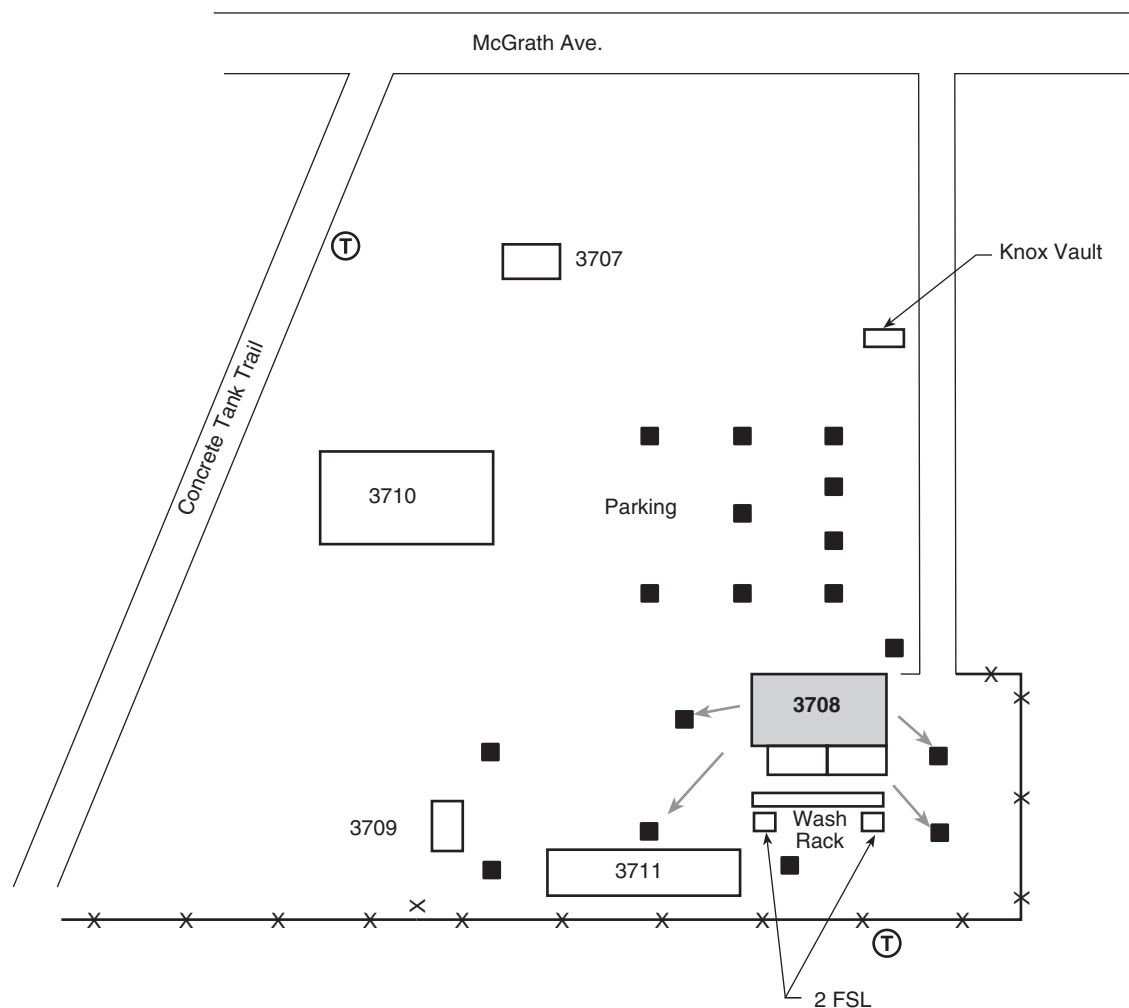 McGrath Ave.
T
3707
Knox Vault
Concrete Tank Trail
3710
Parking
3708
3709
Wash
Rack
3711
T
2 FSL